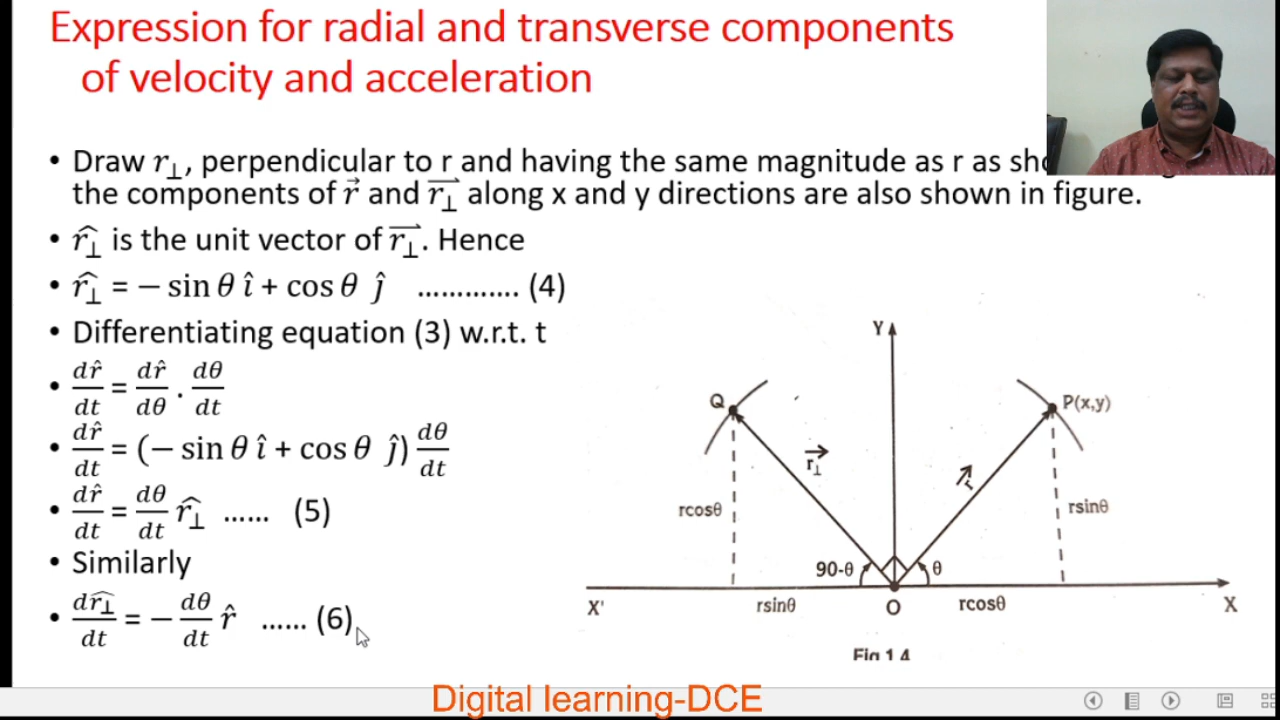 Expression for radial and transverse components
of velocity and acceleration
• Draw r⊥, perpendicular to r and having the same magnitude as r as
the components of r⃗ and r⊥⃗ along x and y directions are also shown in figure.
• r̂⊥ is the unit vector of r⊥⃗. Hence
• r̂⊥ = − sin θ î + cos θ ĵ …………. (4)
• Differentiating equation (3) w.r.t. t
• dr̂/dt = dr̂/dθ . dθ/dt
• dr̂/dt = (− sin θ î + cos θ ĵ) dθ/dt
• dr̂/dt = dθ/dt r̂⊥ …… (5)
• Similarly
• dr̂⊥/dt = − dθ/dt r̂ …… (6)
Y
Q
P(x,y)
r⊥⃗
r⃗
rcosθ
rsinθ
90-θ
θ
X'
rsinθ
O
rcosθ
X
Fig 1.4
Digital learning-DCE